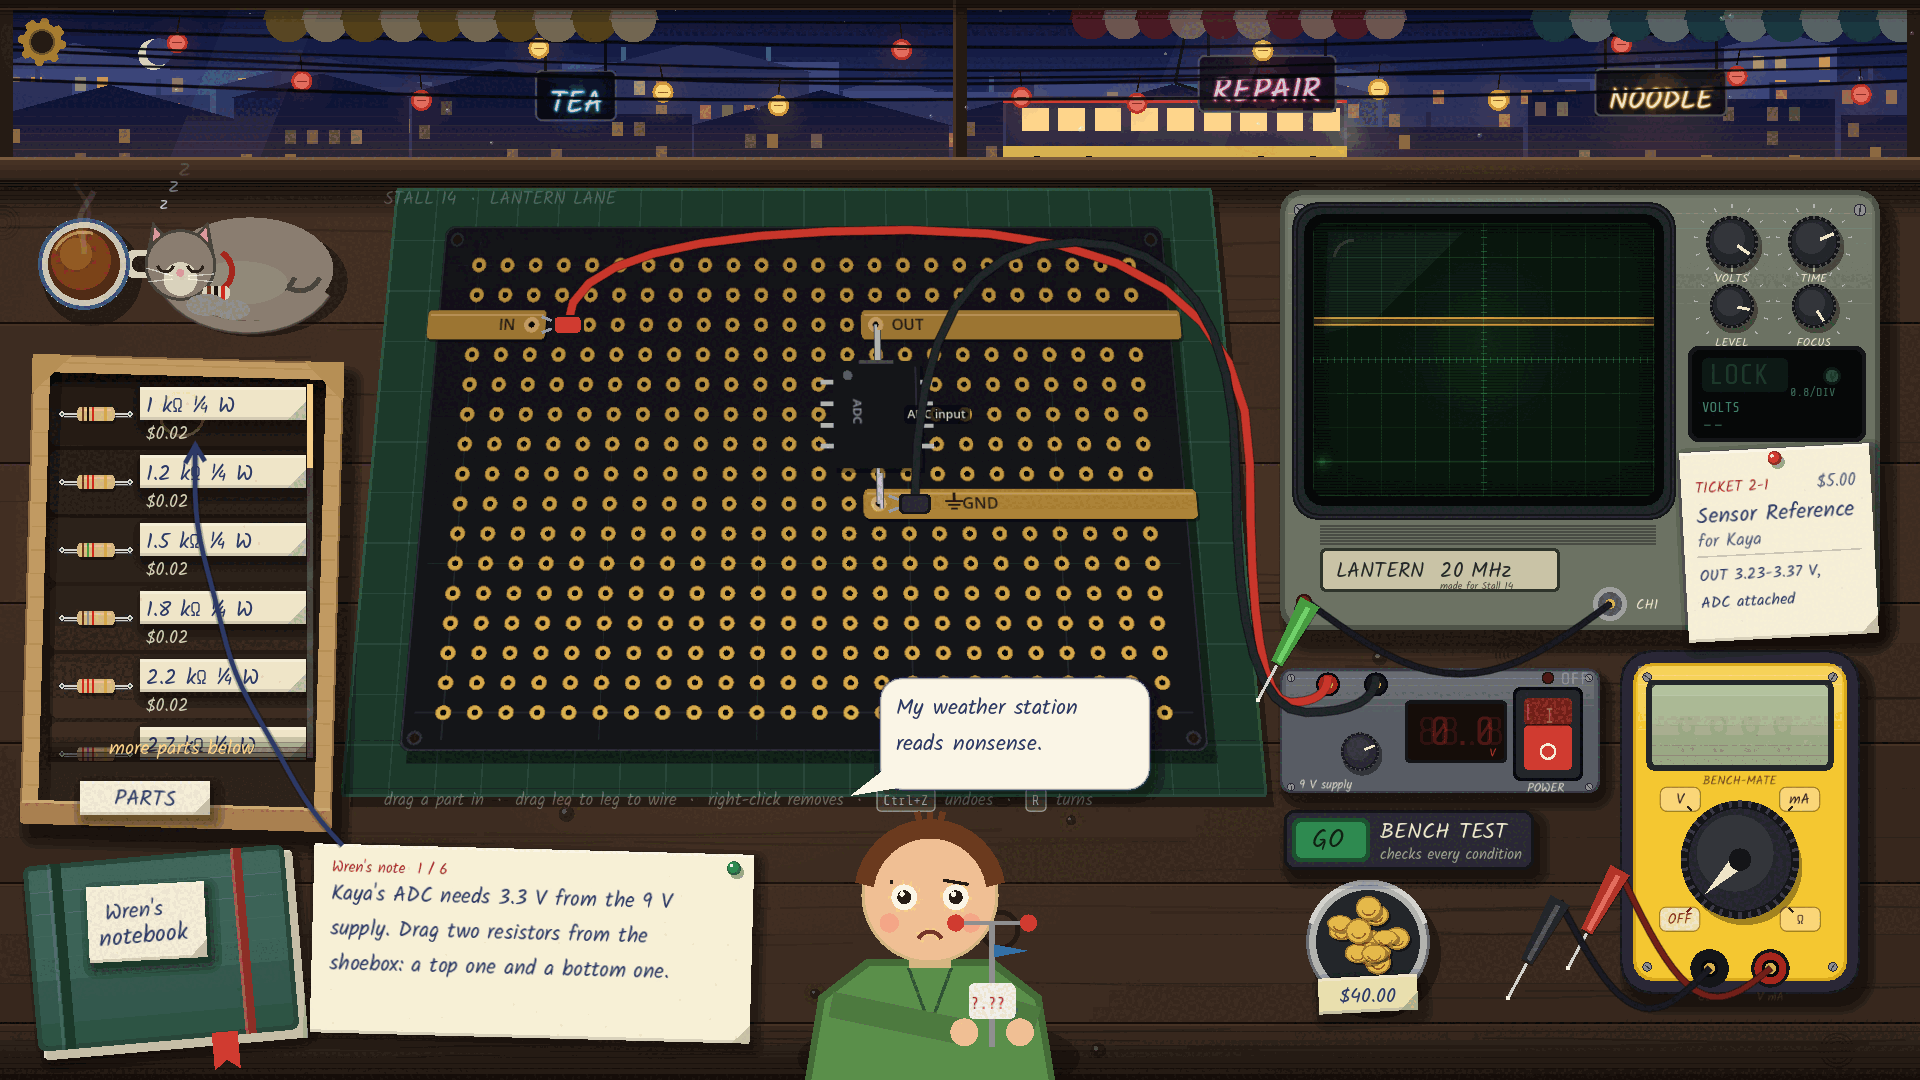 TEA
REPAIR
NOODLE
STALL 14 · LANTERN LANE
z
z
z
IN
OUT
ADC
input
GND
1 kΩ ¼ W
$0.02
1.2 kΩ ¼ W
$0.02
1.5 kΩ ¼ W
$0.02
1.8 kΩ ¼ W
$0.02
2.2 kΩ ¼ W
$0.02
more parts below
PARTS
VOLTS
TIME
LEVEL
FOCUS
LOCK
0.8/DIV
VOLTS
--
TICKET 2-1 $5.00
Sensor Reference
for Kaya
OUT 3.23-3.37 V,
ADC attached
LANTERN 20 MHz
made for Stall 14
CH1
My weather station
reads nonsense.
drag a part in · drag leg to leg to wire · right-click removes · Ctrl+Z undoes · R turns
0.0
V
9 V supply
POWER
GO
BENCH TEST
checks every condition
BENCH-MATE
V
mA
OFF
Ω
$40.00
Wren's
notebook
Wren's note 1 / 6
Kaya's ADC needs 3.3 V from the 9 V
supply. Drag two resistors from the
shoebox: a top one and a bottom one.
?.??